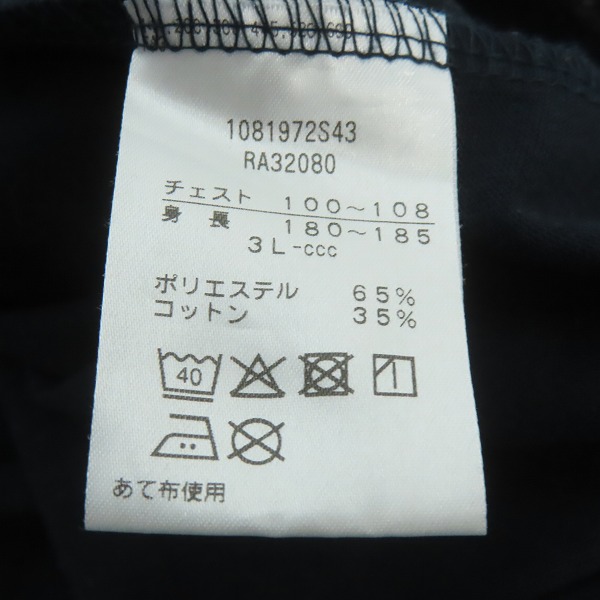 1081972S43
RA32080
チェスト 100～108
身長 180～185
3L-ccc
ポリエステル 65%
コットン 35%
40
あて布使用